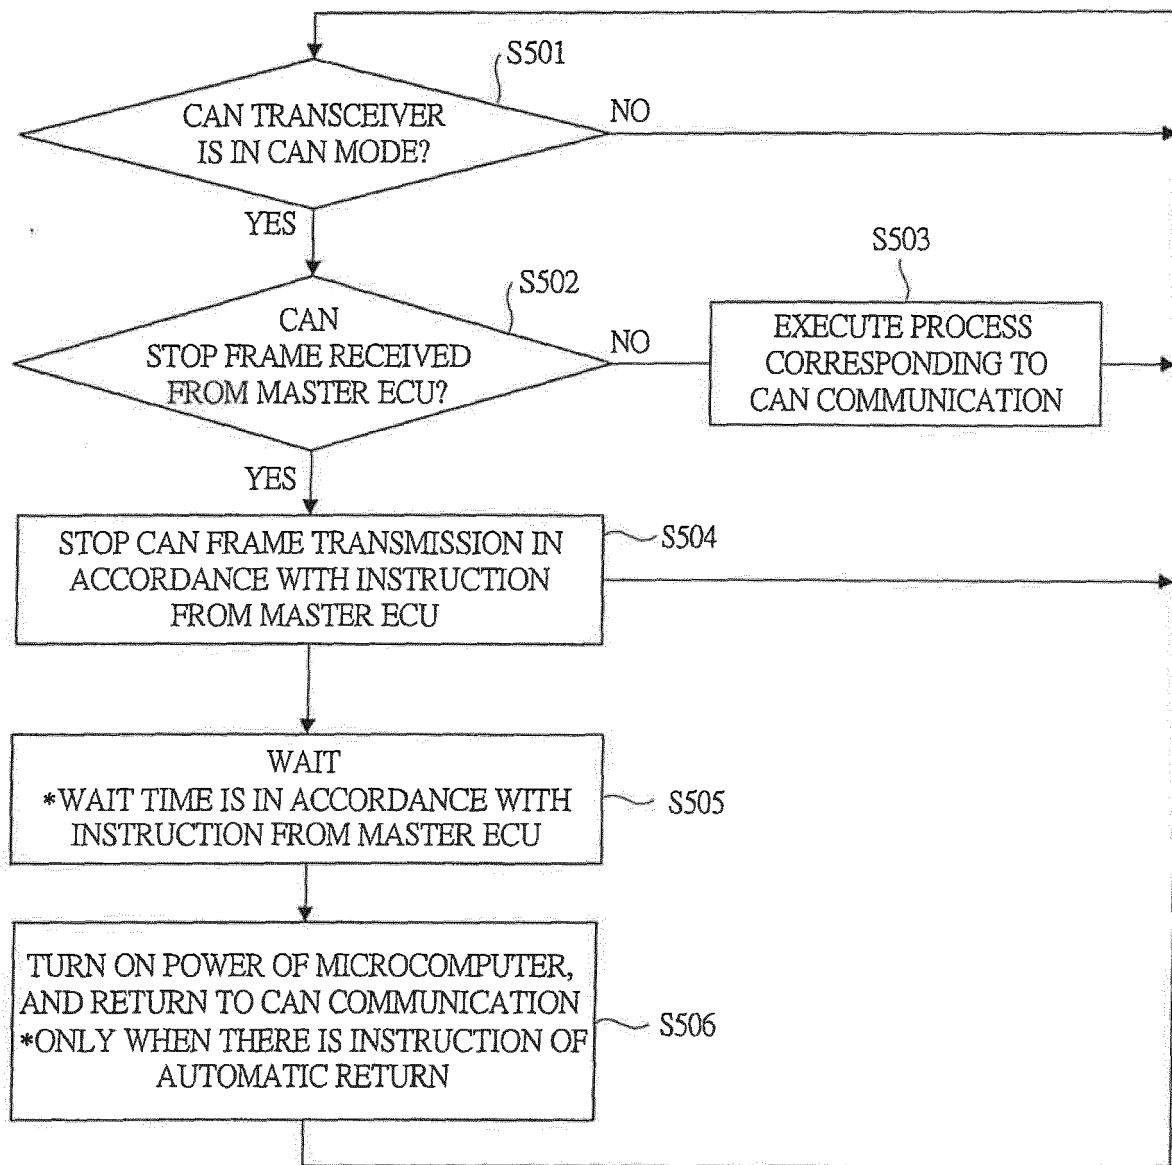 S501
CAN TRANSCEIVER
IS IN CAN MODE?
NO
YES
S502
CAN
STOP FRAME RECEIVED
FROM MASTER ECU?
NO
S503
EXECUTE PROCESS
CORRESPONDING TO
CAN COMMUNICATION
YES
STOP CAN FRAME TRANSMISSION IN
ACCORDANCE WITH INSTRUCTION
FROM MASTER ECU
S504
WAIT
*WAIT TIME IS IN ACCORDANCE WITH
INSTRUCTION FROM MASTER ECU
S505
TURN ON POWER OF MICROCOMPUTER,
AND RETURN TO CAN COMMUNICATION
*ONLY WHEN THERE IS INSTRUCTION OF
AUTOMATIC RETURN
S506